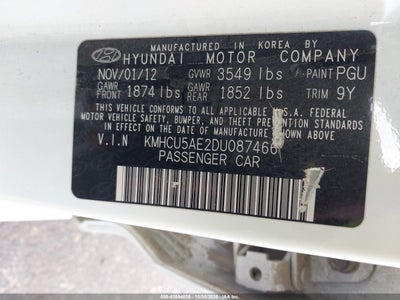 MANUFACTURED IN KOREA BY
HYUNDAI MOTOR COMPANY
NOV/01/12 GVWR 3549 lbs PAINT PGU
GAWR FRONT 1874 lbs GAWR REAR 1852 lbs TRIM 9Y
THIS VEHICLE CONFORMS TO ALL U.S. FEDERAL
MOTOR VEHICLE SAFETY, BUMPER, AND THEFT
PREVENTION STANDARDS IN EFFECT ON THE DATE
OF MANUFACTURE SHOWN ABOVE.
V.I.N KMHCU5AE2DU087466
PASSENGER CAR